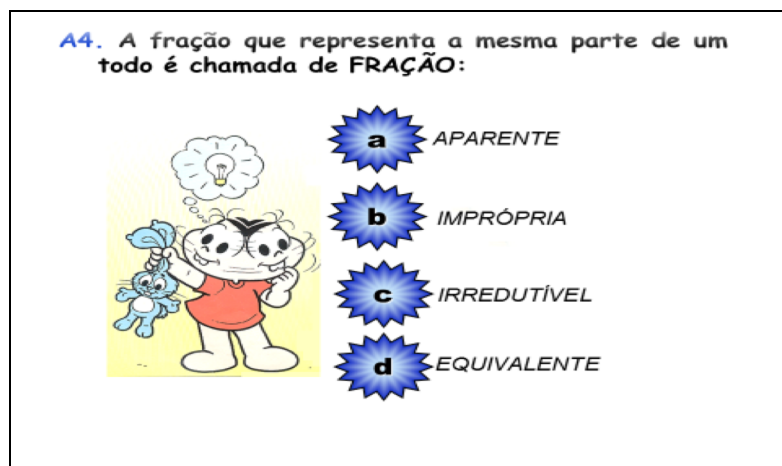 A4. A fração que representa a mesma parte de um
todo é chamada de FRAÇÃO:
a APARENTE
b IMPRÓPRIA
c IRREDUTÍVEL
d EQUIVALENTE